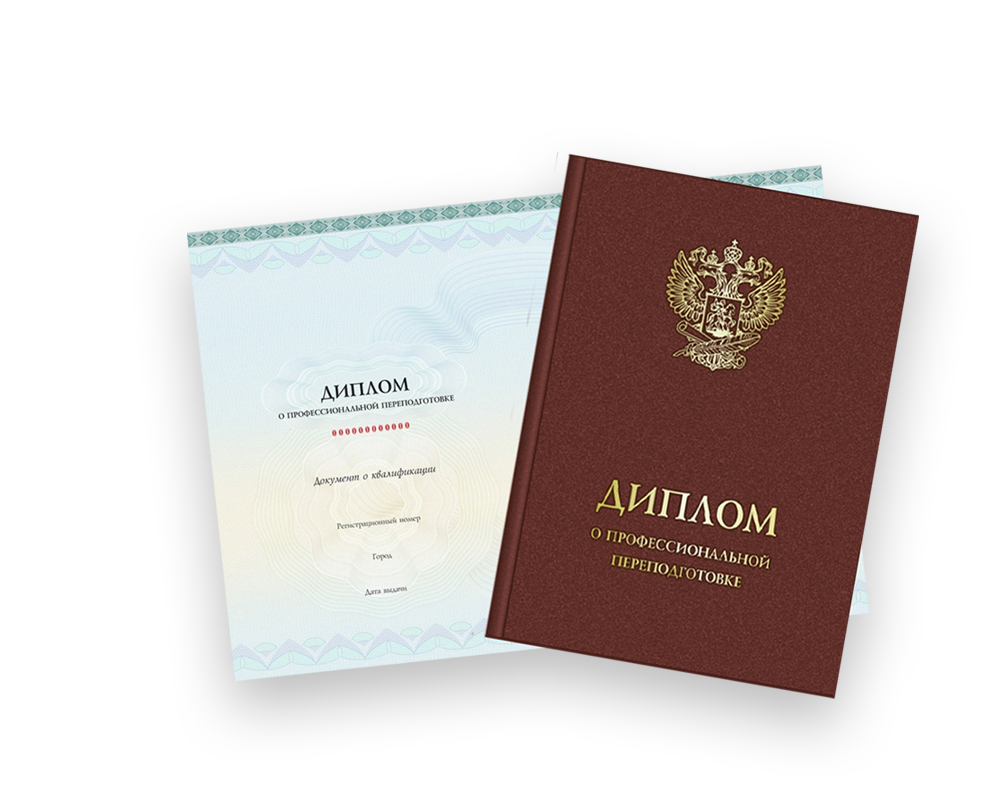 ДИПЛОМ
О ПРОФЕССИОНАЛЬНОЙ ПЕРЕПОДГОТОВКЕ
000000000000
Документ о квалификации
Регистрационный номер
Город
Дата выдачи
ДИПЛОМ
О ПРОФЕССИОНАЛЬНОЙ
ПЕРЕПОДГОТОВКЕ